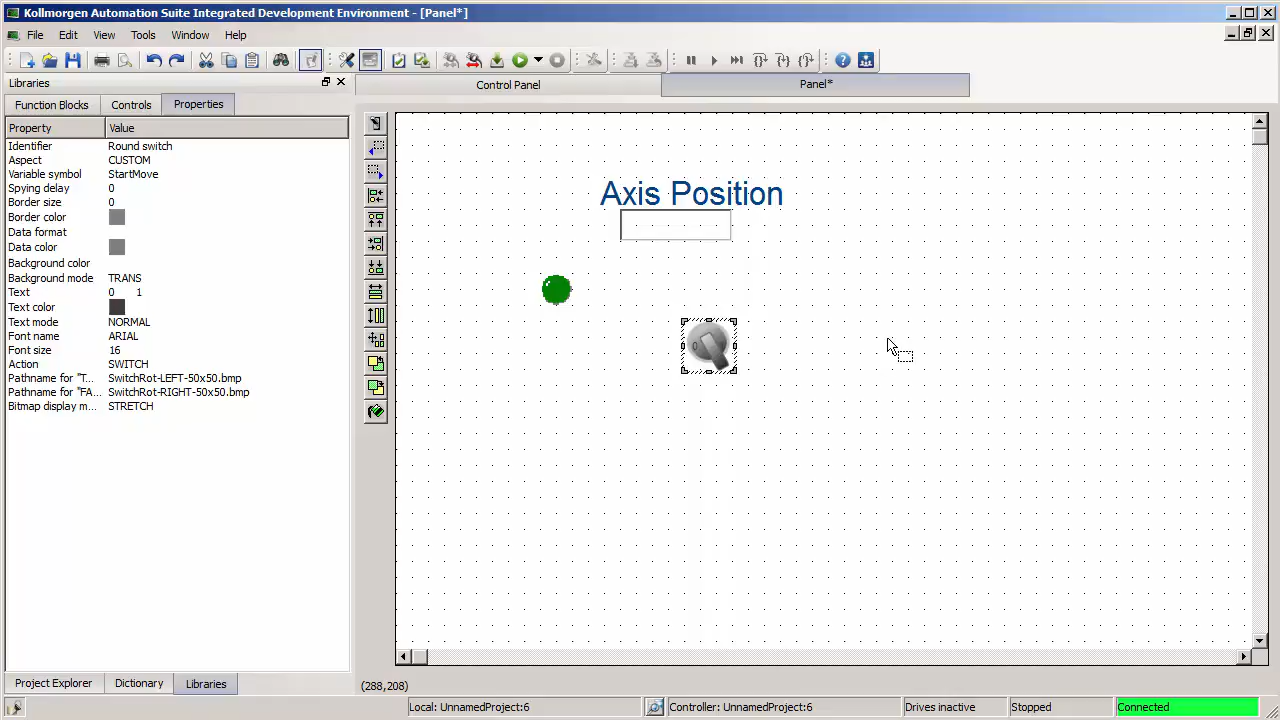 Kollmorgen Automation Suite Integrated Development Environment - [Panel*]
File Edit View Tools Window Help
Libraries
Control Panel Panel*
Function Blocks Controls Properties
Property Value
Identifier Round switch
Aspect CUSTOM
Variable symbol StartMove
Spying delay 0
Border size 0
Border color
Data format
Data color
Background color
Background mode TRANS
Text 0 1
Text color
Text mode NORMAL
Font name ARIAL
Font size 16
Action SWITCH
Pathname for "T... SwitchRot-LEFT-50x50.bmp
Pathname for "FA... SwitchRot-RIGHT-50x50.bmp
Bitmap display m... STRETCH
Axis Position
0
Project Explorer Dictionary Libraries
(288,208)
Local: UnnamedProject:6 Controller: UnnamedProject:6 Drives inactive Stopped Connected